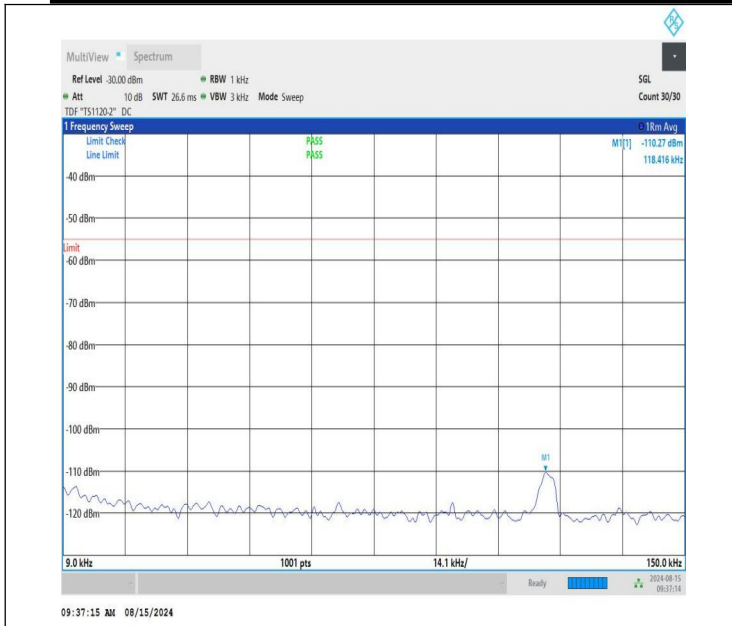 R&S
MultiView Spectrum
Ref Level -30.00 dBm RBW 1 kHz SGL
Att 10 dB SWT 26.6 ms VBW 3 kHz Mode Sweep Count 30/30
TDF "TS1120-2" DC
1 Frequency Sweep 1Rm Avg
Limit Check PASS M1[1] -110.27 dBm
Line Limit PASS 118.416 kHz
-40 dBm
-50 dBm
Limit
-60 dBm
-70 dBm
-80 dBm
-90 dBm
-100 dBm
M1
-110 dBm
-120 dBm
9.0 kHz 1001 pts 14.1 kHz/ 150.0 kHz
Ready 2024-08-15
09:37:14
09:37:15 AM 08/15/2024